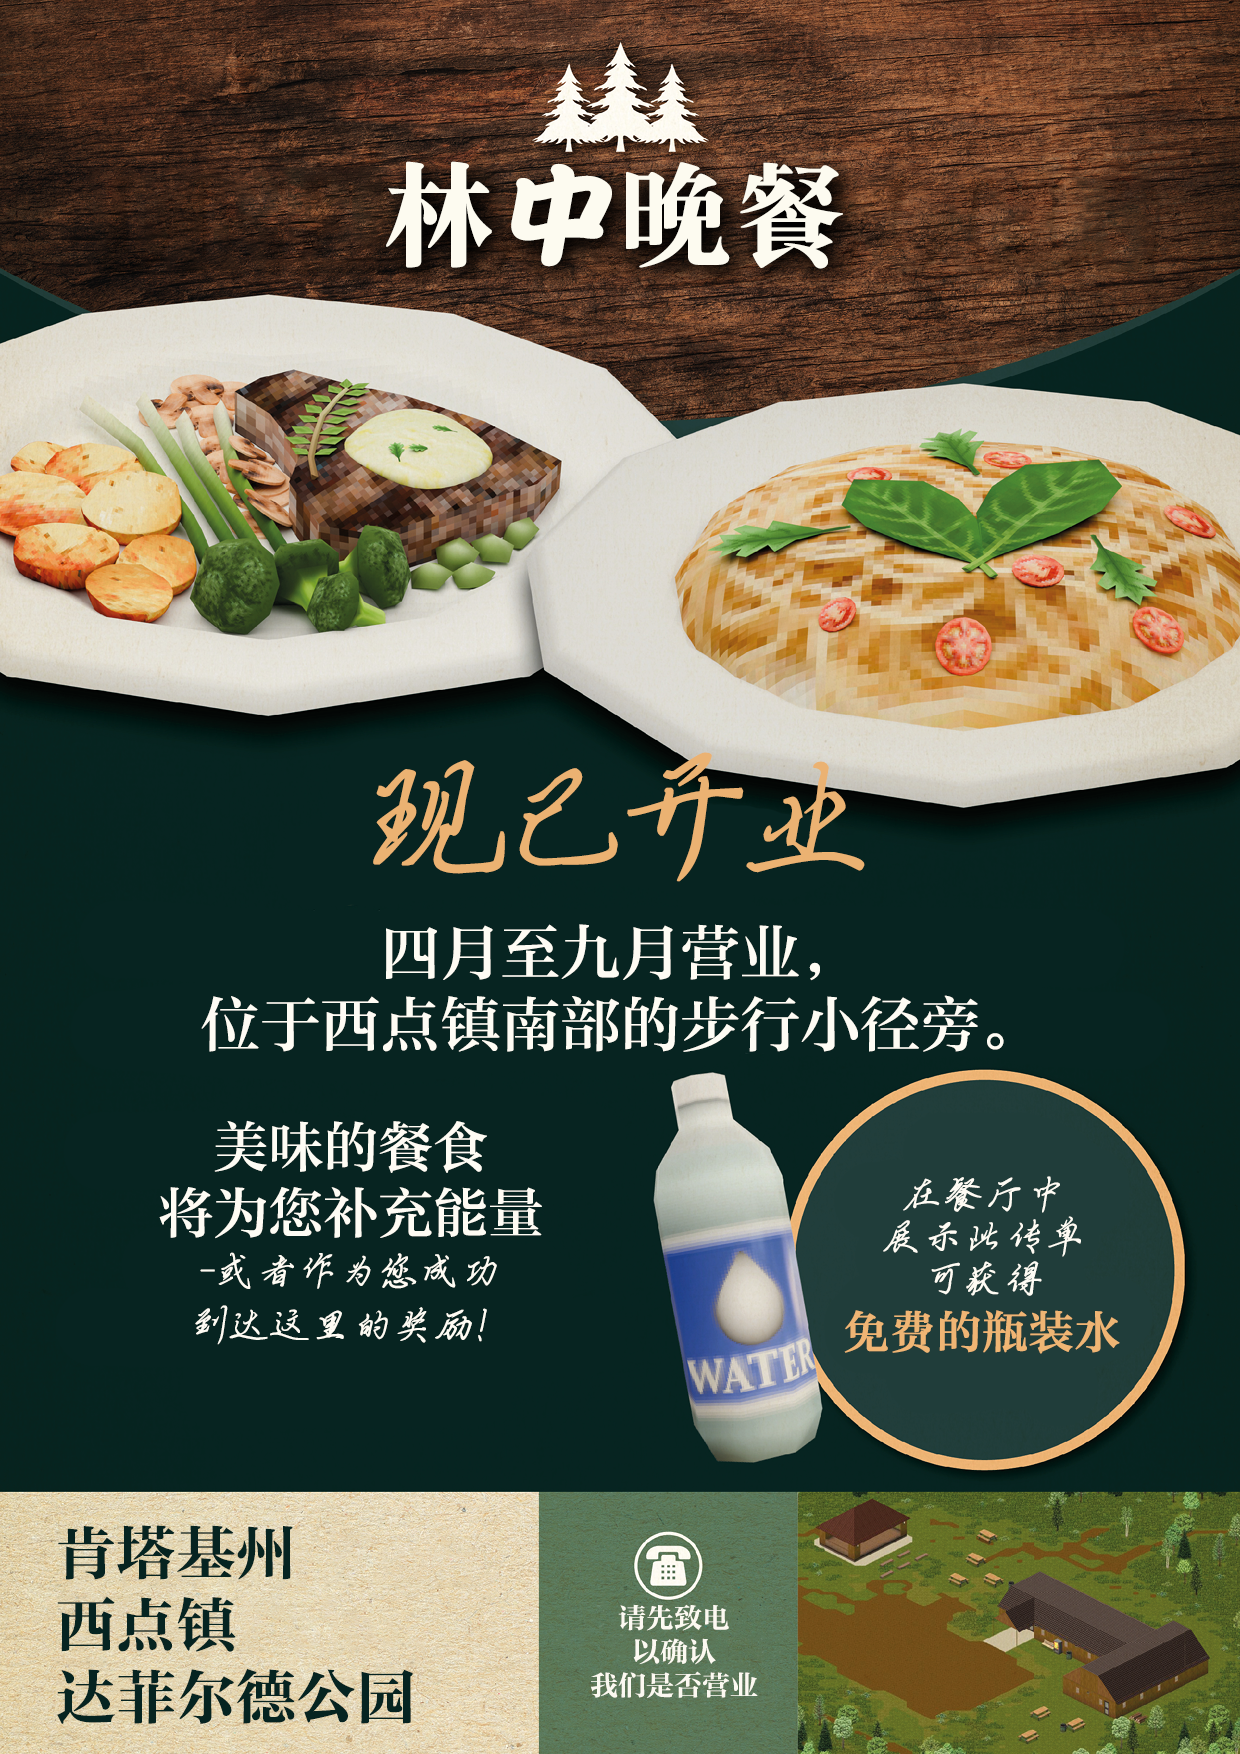 林中晚餐
现已开业
四月至九月营业，
位于西点镇南部的步行小径旁。
美味的餐食
将为您补充能量
-或者作为您成功
到达这里的奖励！
WATER
在餐厅中
展示此传单
可获得
免费的瓶装水
肯塔基州
西点镇
达菲尔德公园
请先致电
以确认
我们是否营业